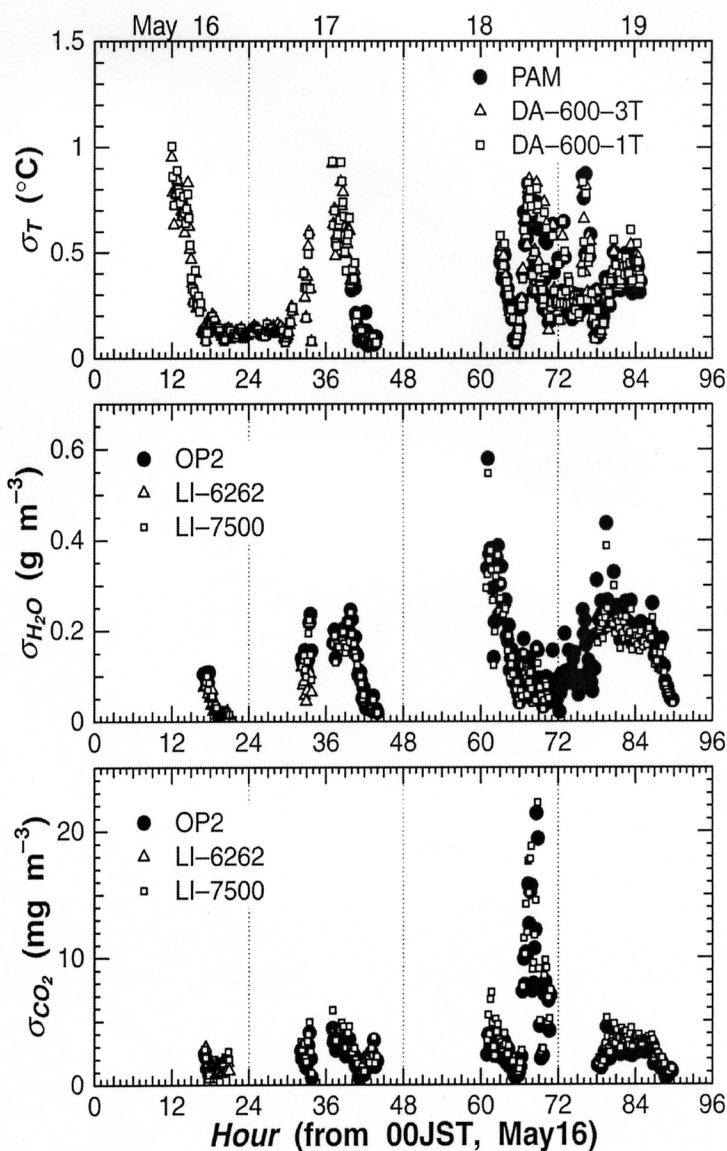 May 16 17 18 19
1.5
PAM
DA-600-3T
DA-600-1T
1
σT (°C)
0.5
0
0 12 24 36 48 60 72 84 96
OP2
LI-6262
LI-7500
0.6
σH2O (g m−3)
0.4
0.2
0
0 12 24 36 48 60 72 84 96
OP2
LI-6262
LI-7500
20
σCO2 (mg m−3)
10
0
0 12 24 36 48 60 72 84 96
Hour (from 00JST, May16)